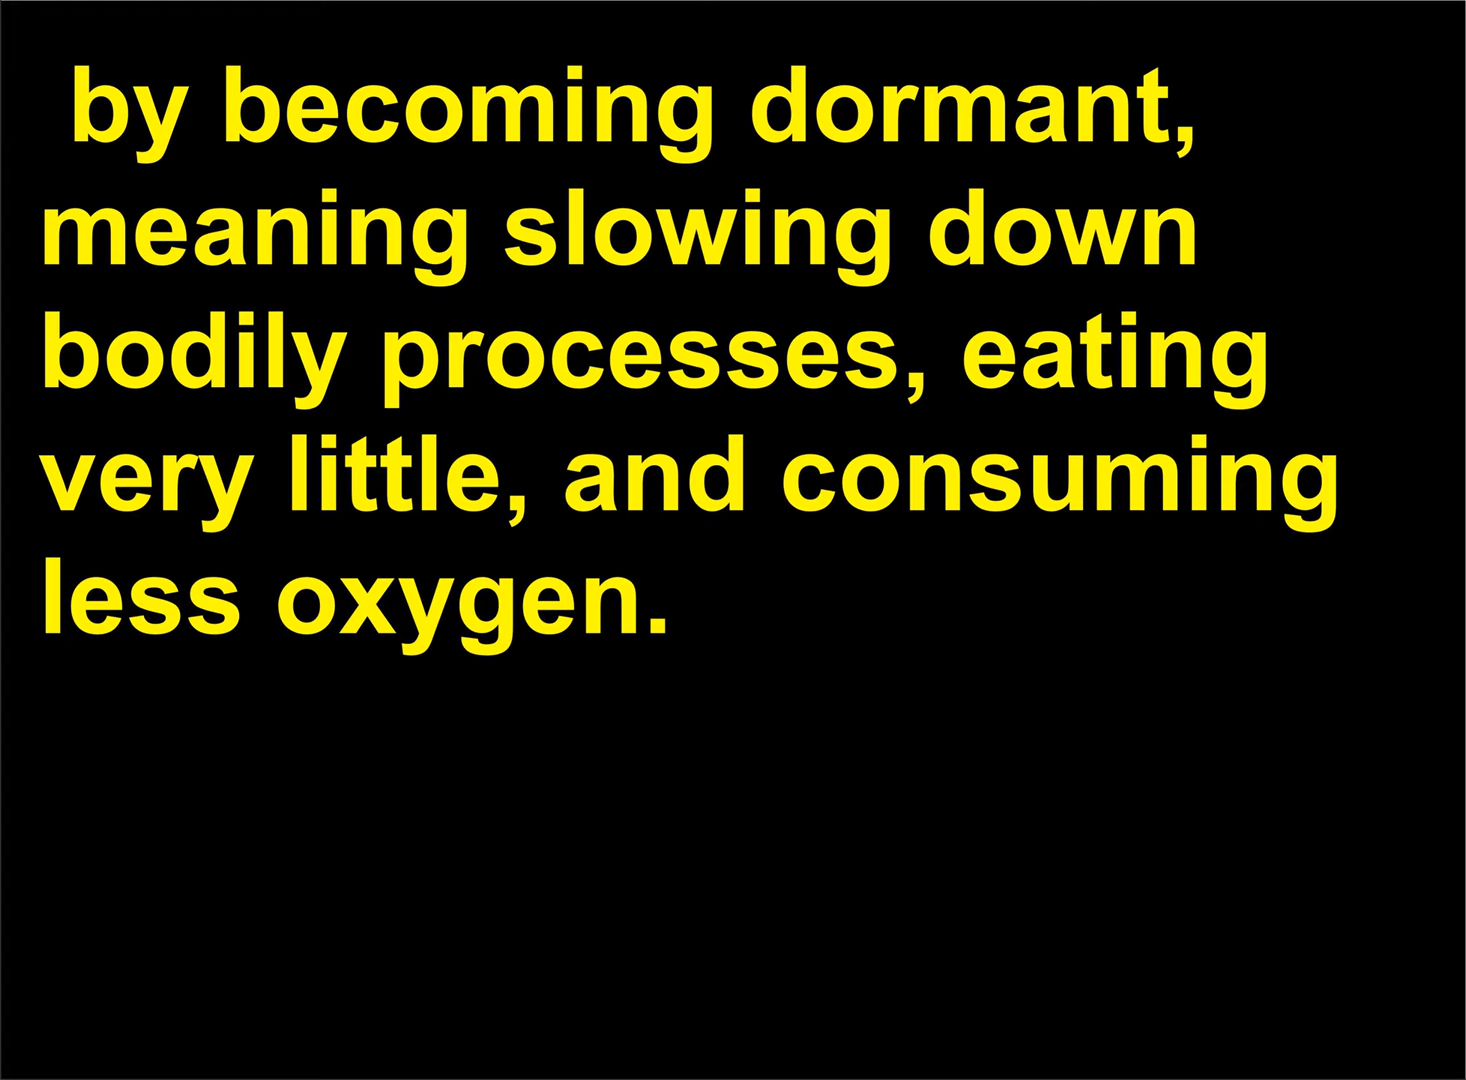 by becoming dormant,
meaning slowing down
bodily processes, eating
very little, and consuming
less oxygen.